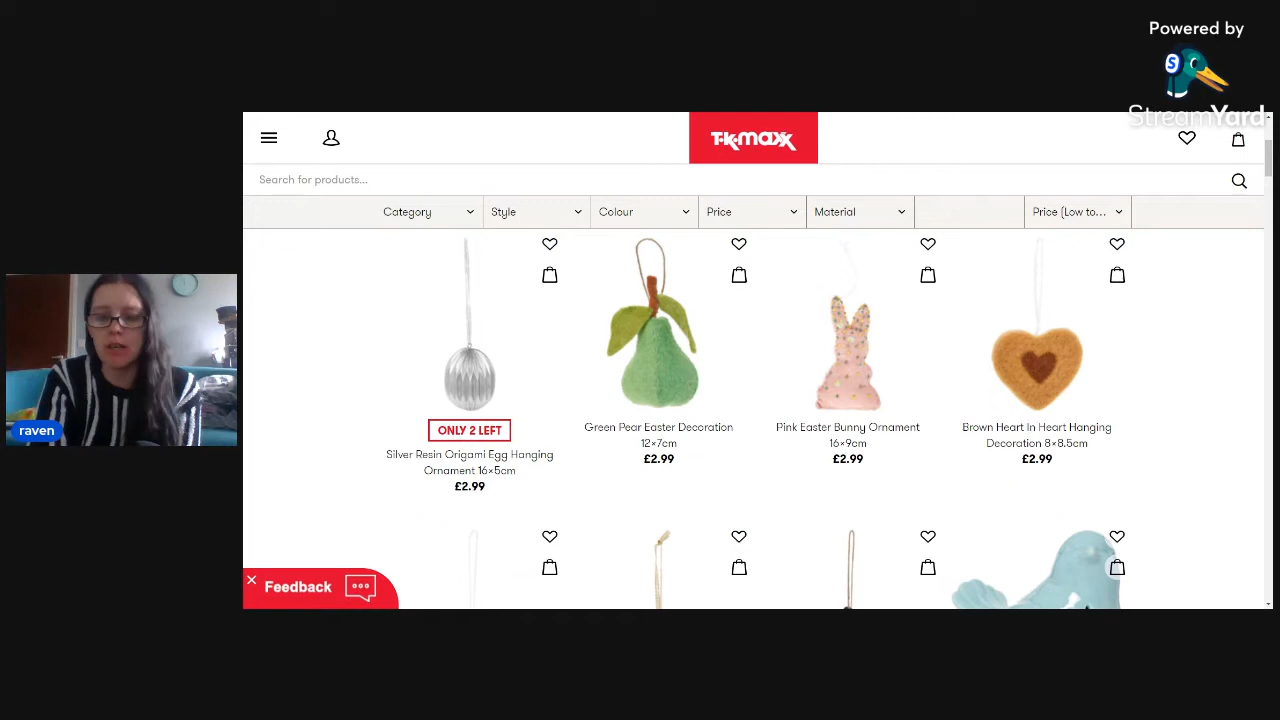 Powered by
S
StreamYard
T·K·maxx
Search for products...
Category
Style
Colour
Price
Material
Price (Low to...
ONLY 2 LEFT
Silver Resin Origami Egg Hanging
Ornament 16×5cm
£2.99
Green Pear Easter Decoration
12×7cm
£2.99
Pink Easter Bunny Ornament
16×9cm
£2.99
Brown Heart In Heart Hanging
Decoration 8×8.5cm
£2.99
raven
Feedback